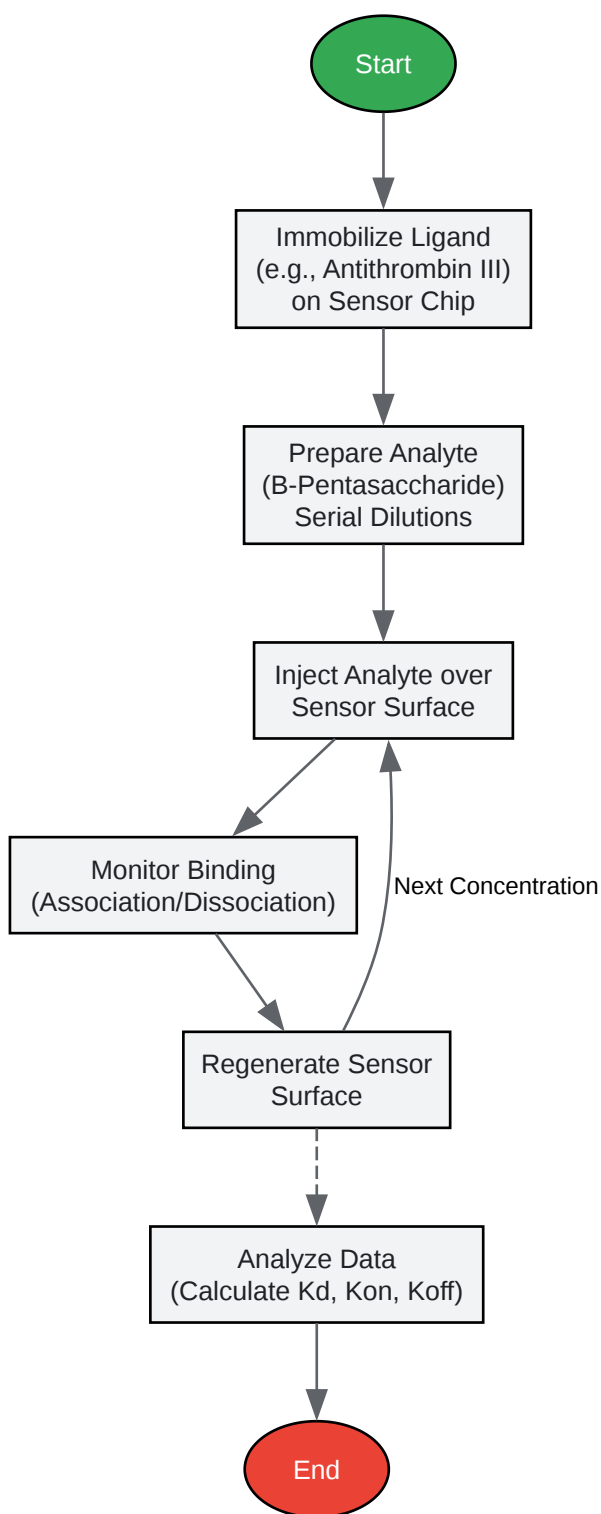 Start
Immobilize Ligand
(e.g., Antithrombin III)
on Sensor Chip
Prepare Analyte
(B-Pentasaccharide)
Serial Dilutions
Inject Analyte over
Sensor Surface
Monitor Binding
(Association/Dissociation)
Next Concentration
Regenerate Sensor
Surface
Analyze Data
(Calculate Kd, Kon, Koff)
End